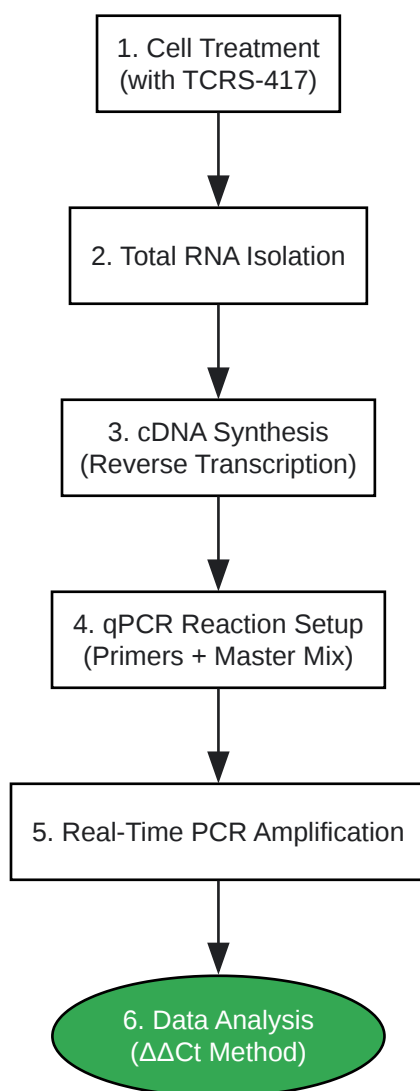 1. Cell Treatment
(with TCRS-417)
2. Total RNA Isolation
3. cDNA Synthesis
(Reverse Transcription)
4. qPCR Reaction Setup
(Primers + Master Mix)
5. Real-Time PCR Amplification
6. Data Analysis
(ΔΔCt Method)